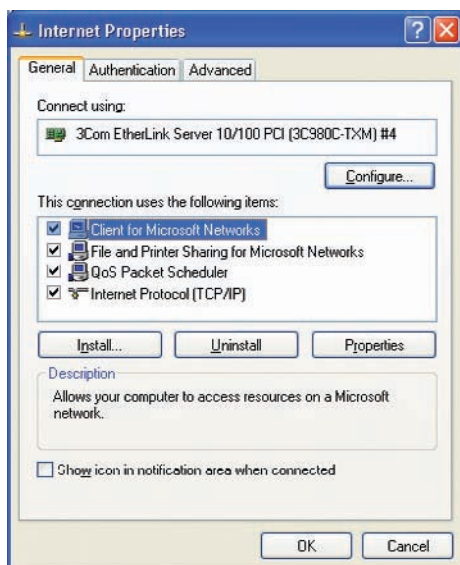 Internet Properties
General Authentication Advanced
Connect using:
3Com EtherLink Server 10/100 PCI (3C980C-TXM) #4
Configure...
This connection uses the following items:
Client for Microsoft Networks
File and Printer Sharing for Microsoft Networks
QoS Packet Scheduler
Internet Protocol (TCP/IP)
Install... Uninstall Properties
Description
Allows your computer to access resources on a Microsoft
network.
Show icon in notification area when connected
OK Cancel